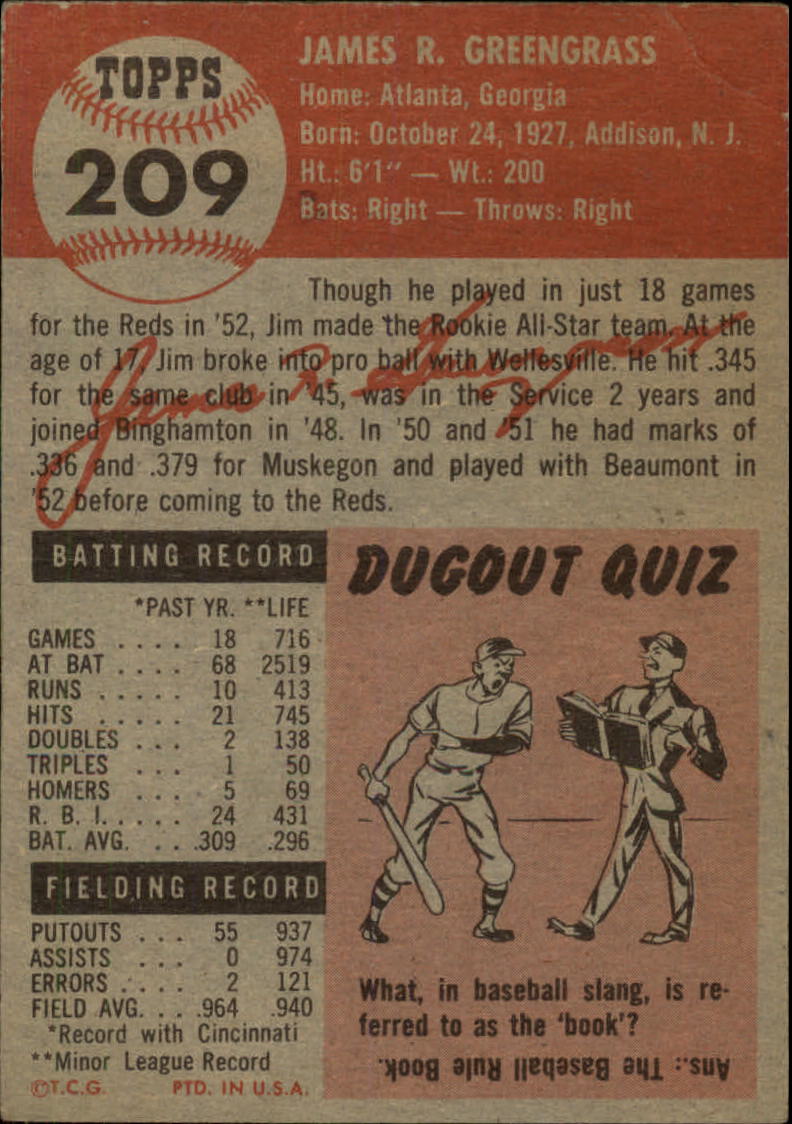 TOPPS
209
JAMES R. GREENGRASS
Home: Atlanta, Georgia
Born: October 24, 1927, Addison, N. J.
Ht.: 6'1" — Wt.: 200
Bats: Right — Throws: Right
Though he played in just 18 games
for the Reds in '52, Jim made the Rookie All-Star team. At the
age of 17, Jim broke into pro ball with Wellesville. He hit .345
for the same club in '45, was in the Service 2 years and
joined Binghamton in '48. In '50 and '51 he had marks of
.336 and .379 for Muskegon and played with Beaumont in
'52 before coming to the Reds.
James R. Greengrass
BATTING RECORD
*PAST YR. **LIFE
GAMES .... 18 716
AT BAT .... 68 2519
RUNS ..... 10 413
HITS ..... 21 745
DOUBLES ... 2 138
TRIPLES ... 1 50
HOMERS ... 5 69
R. B. I. .... 24 431
BAT. AVG. ...309 .296
FIELDING RECORD
PUTOUTS ... 55 937
ASSISTS ... 0 974
ERRORS .... 2 121
FIELD AVG. ...964 .940
*Record with Cincinnati
**Minor League Record
©T.C.G. PTD. IN U.S.A.
DUGOUT QUIZ
What, in baseball slang, is re-
ferred to as the 'book'?
Ans.: The Baseball Rule Book.